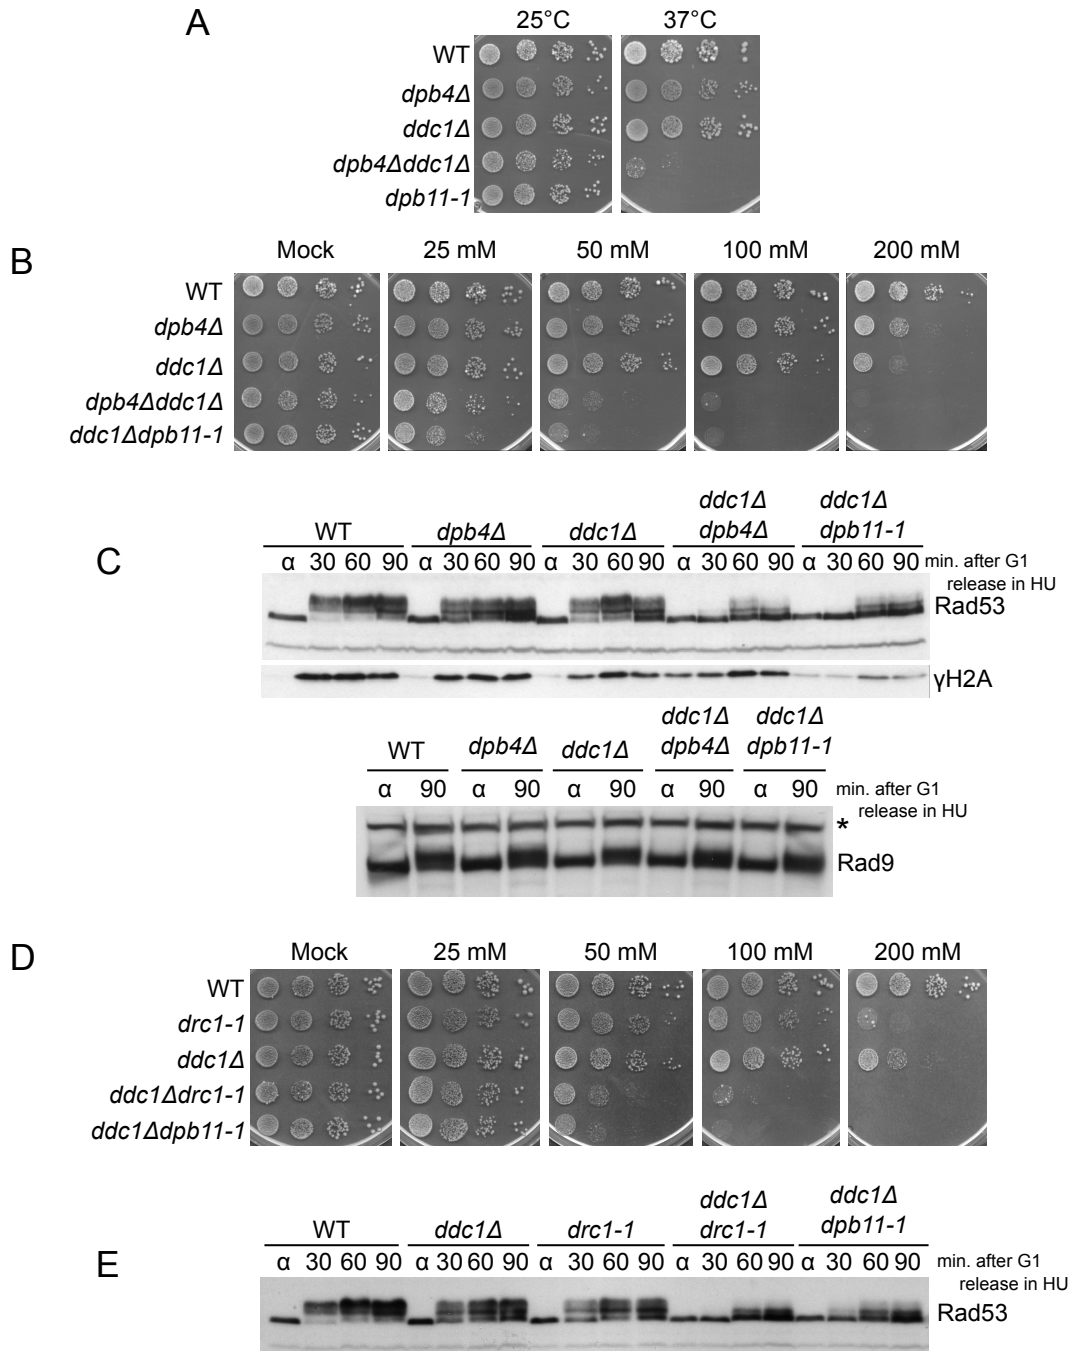 A
25°C 37°C
WT
dpb4Δ
ddc1Δ
dpb4Δddc1Δ
dpb11-1
B
Mock 25 mM 50 mM 100 mM 200 mM
WT
dpb4Δ
ddc1Δ
dpb4Δddc1Δ
ddc1Δdpb11-1
C
ddc1Δ ddc1Δ
WT dpb4Δ ddc1Δ dpb4Δ dpb11-1
α 30 60 90 α 30 60 90 α 30 60 90 α 30 60 90 α 30 60 90 min. after G1
release in HU
Rad53
γH2A
ddc1Δ ddc1Δ
WT dpb4Δ ddc1Δ dpb4Δ dpb11-1
α 90 α 90 α 90 α 90 α 90 min. after G1
release in HU
*
Rad9
D
Mock 25 mM 50 mM 100 mM 200 mM
WT
drc1-1
ddc1Δ
ddc1Δdrc1-1
ddc1Δdpb11-1
E
ddc1Δ ddc1Δ
WT ddc1Δ drc1-1 drc1-1 dpb11-1
α 30 60 90 α 30 60 90 α 30 60 90 α 30 60 90 α 30 60 90 min. after G1
release in HU
Rad53